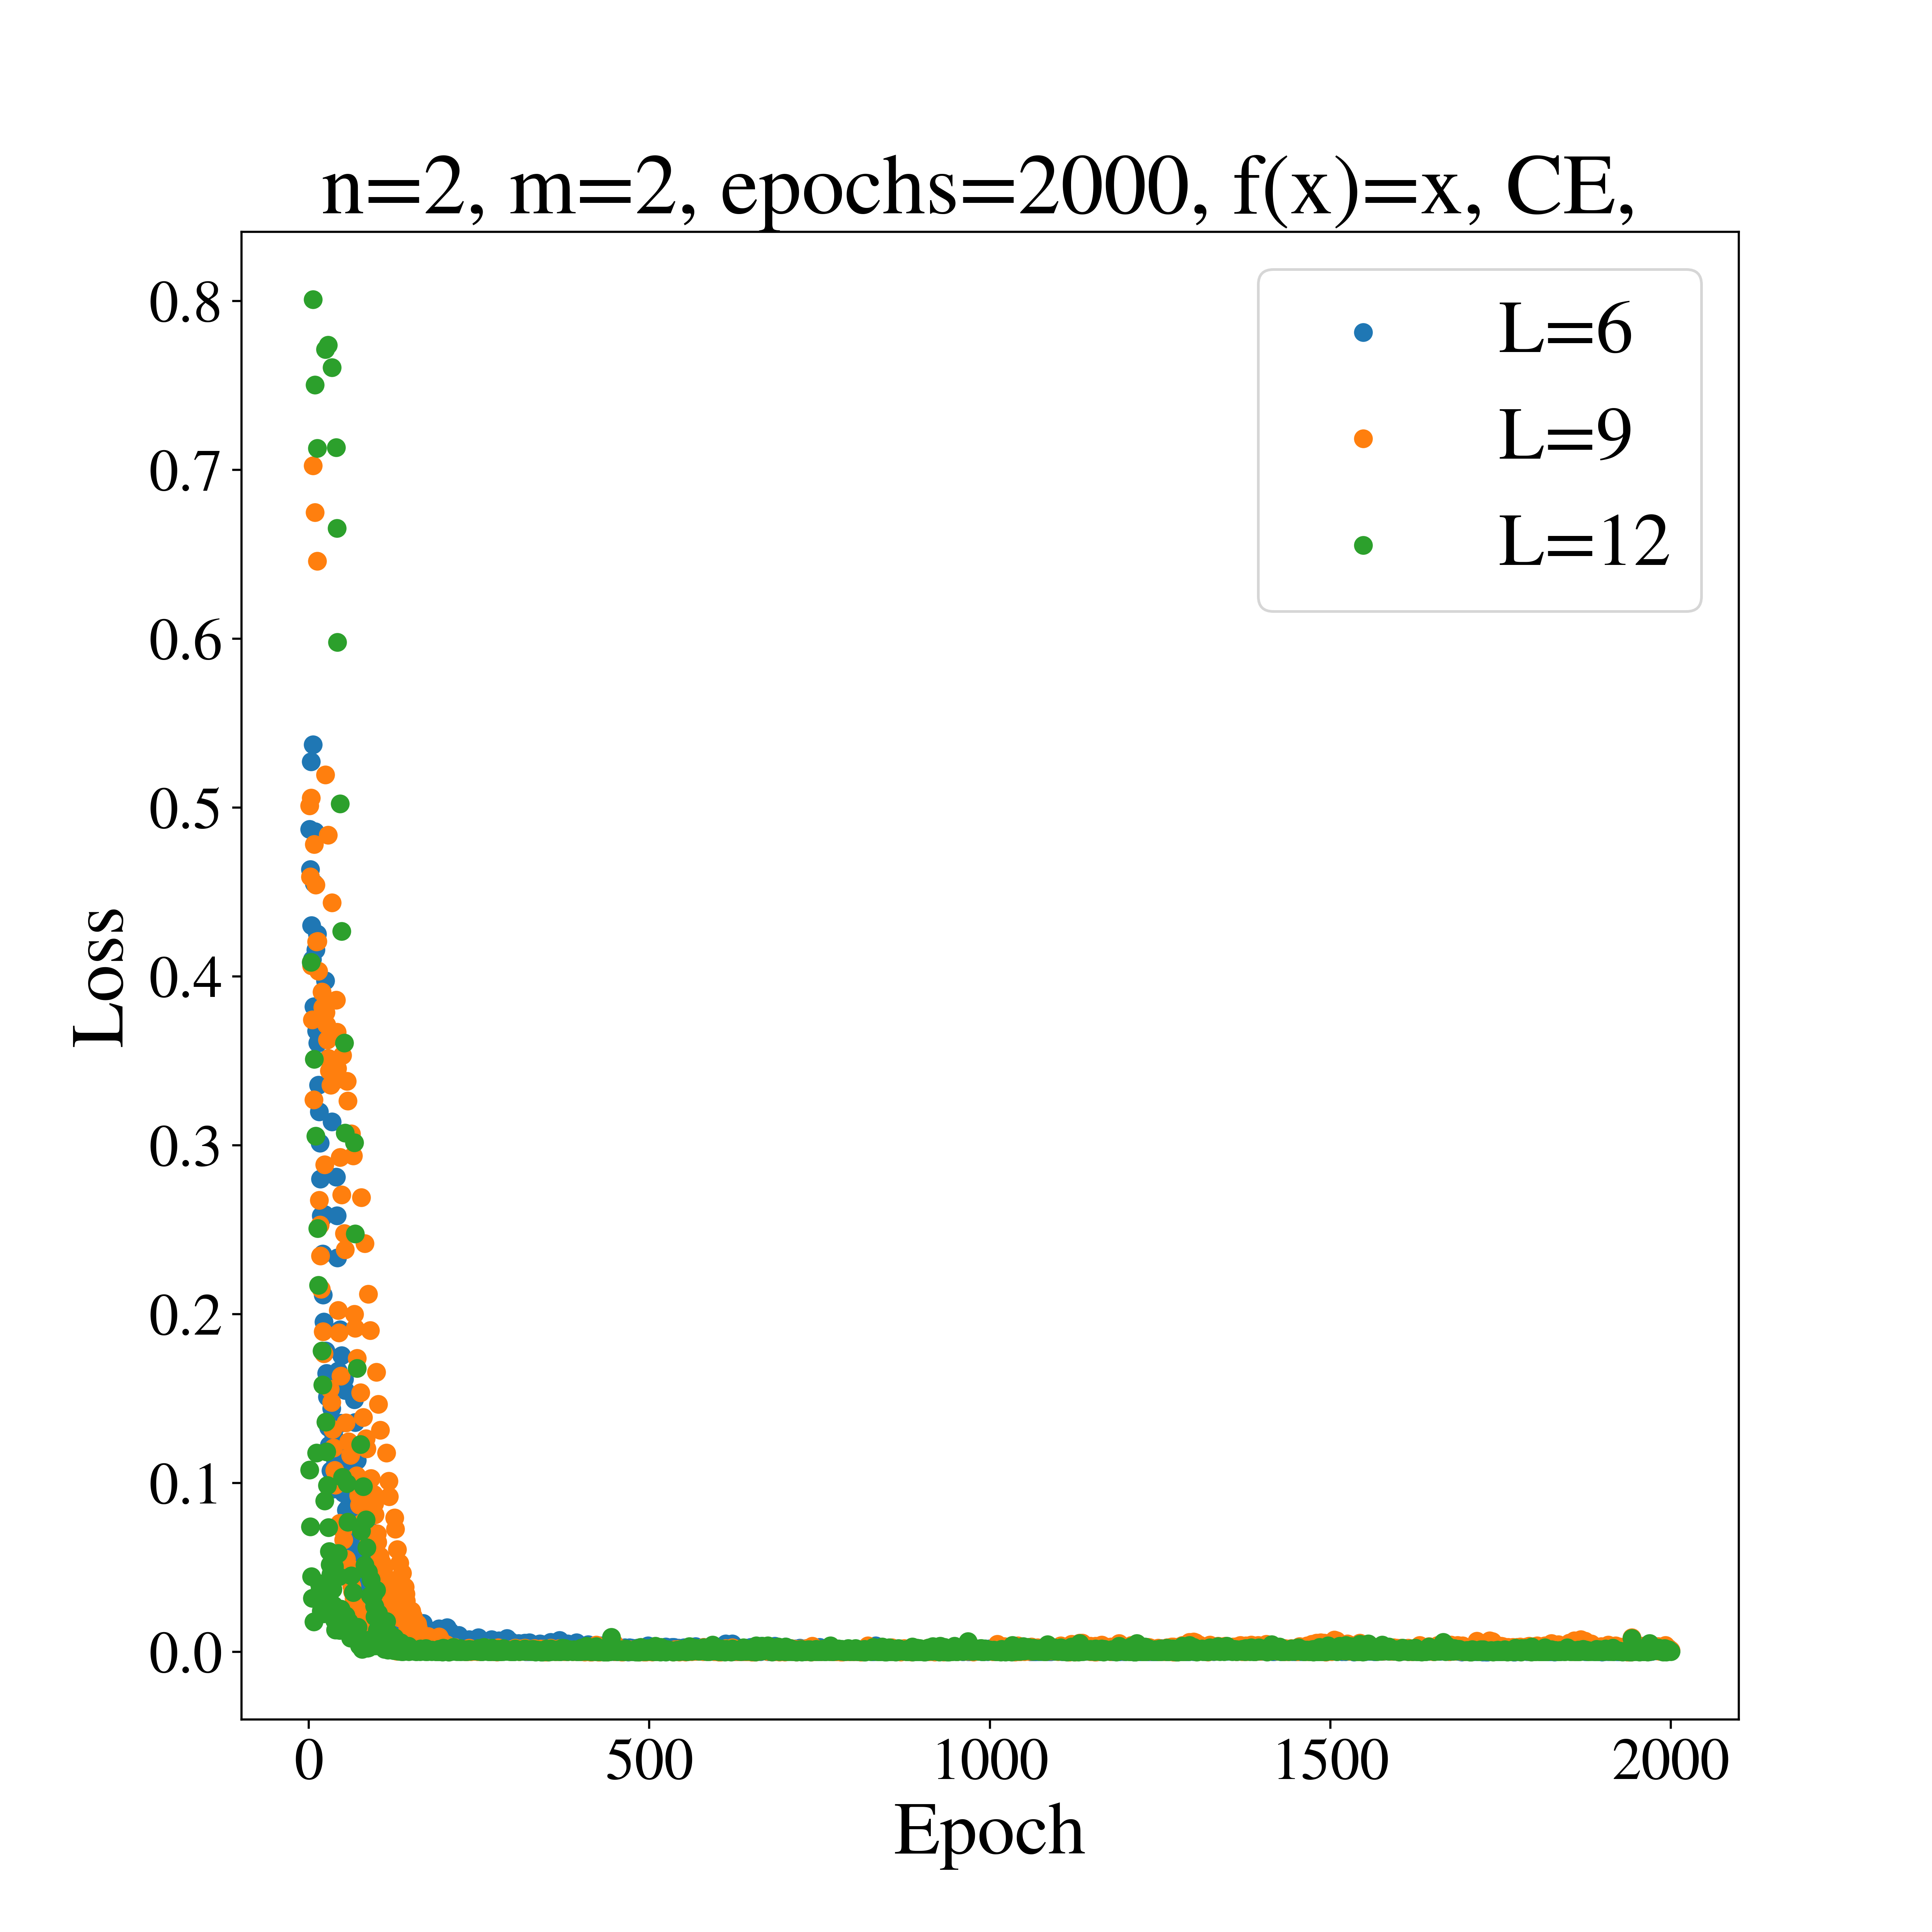 n=2, m=2, epochs=2000, f(x)=x, CE,
L=6
L=9
L=12
0.8
0.7
0.6
0.5
0.4
0.3
0.2
0.1
0.0
Loss
0 500 1000 1500 2000
Epoch